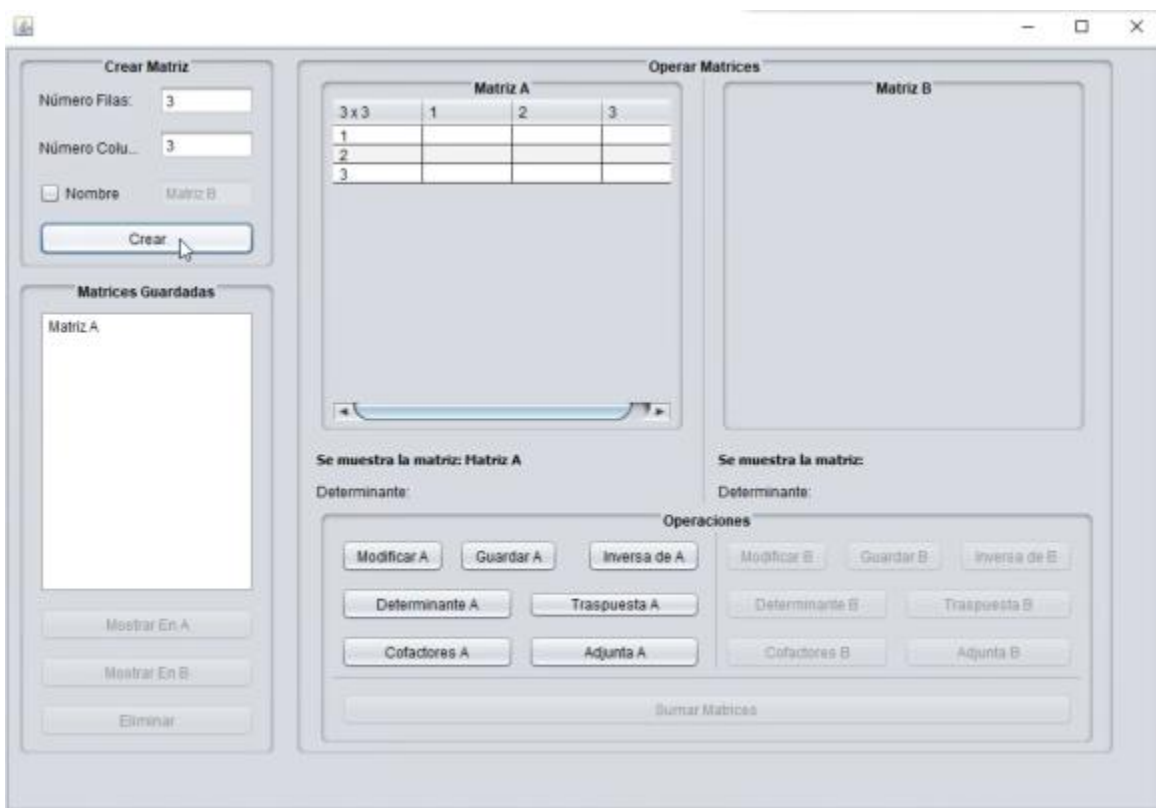 Crear Matriz
Número Filas: 3
Número Colu... 3
Nombre Matriz B
Crear
Matrices Guardadas
Matriz A
Mostrar En A
Mostrar En B
Eliminar
Operar Matrices
Matriz A
3 x 3 1 2 3
1
2
3
Se muestra la matriz: Matriz A
Determinante:
Matriz B
Se muestra la matriz:
Determinante:
Operaciones
Modificar A Guardar A Inversa de A
Determinante A Traspuesta A
Cofactores A Adjunta A
Modificar B Guardar B Inversa de B
Determinante B Traspuesta B
Cofactores B Adjunta B
Sumar Matrices